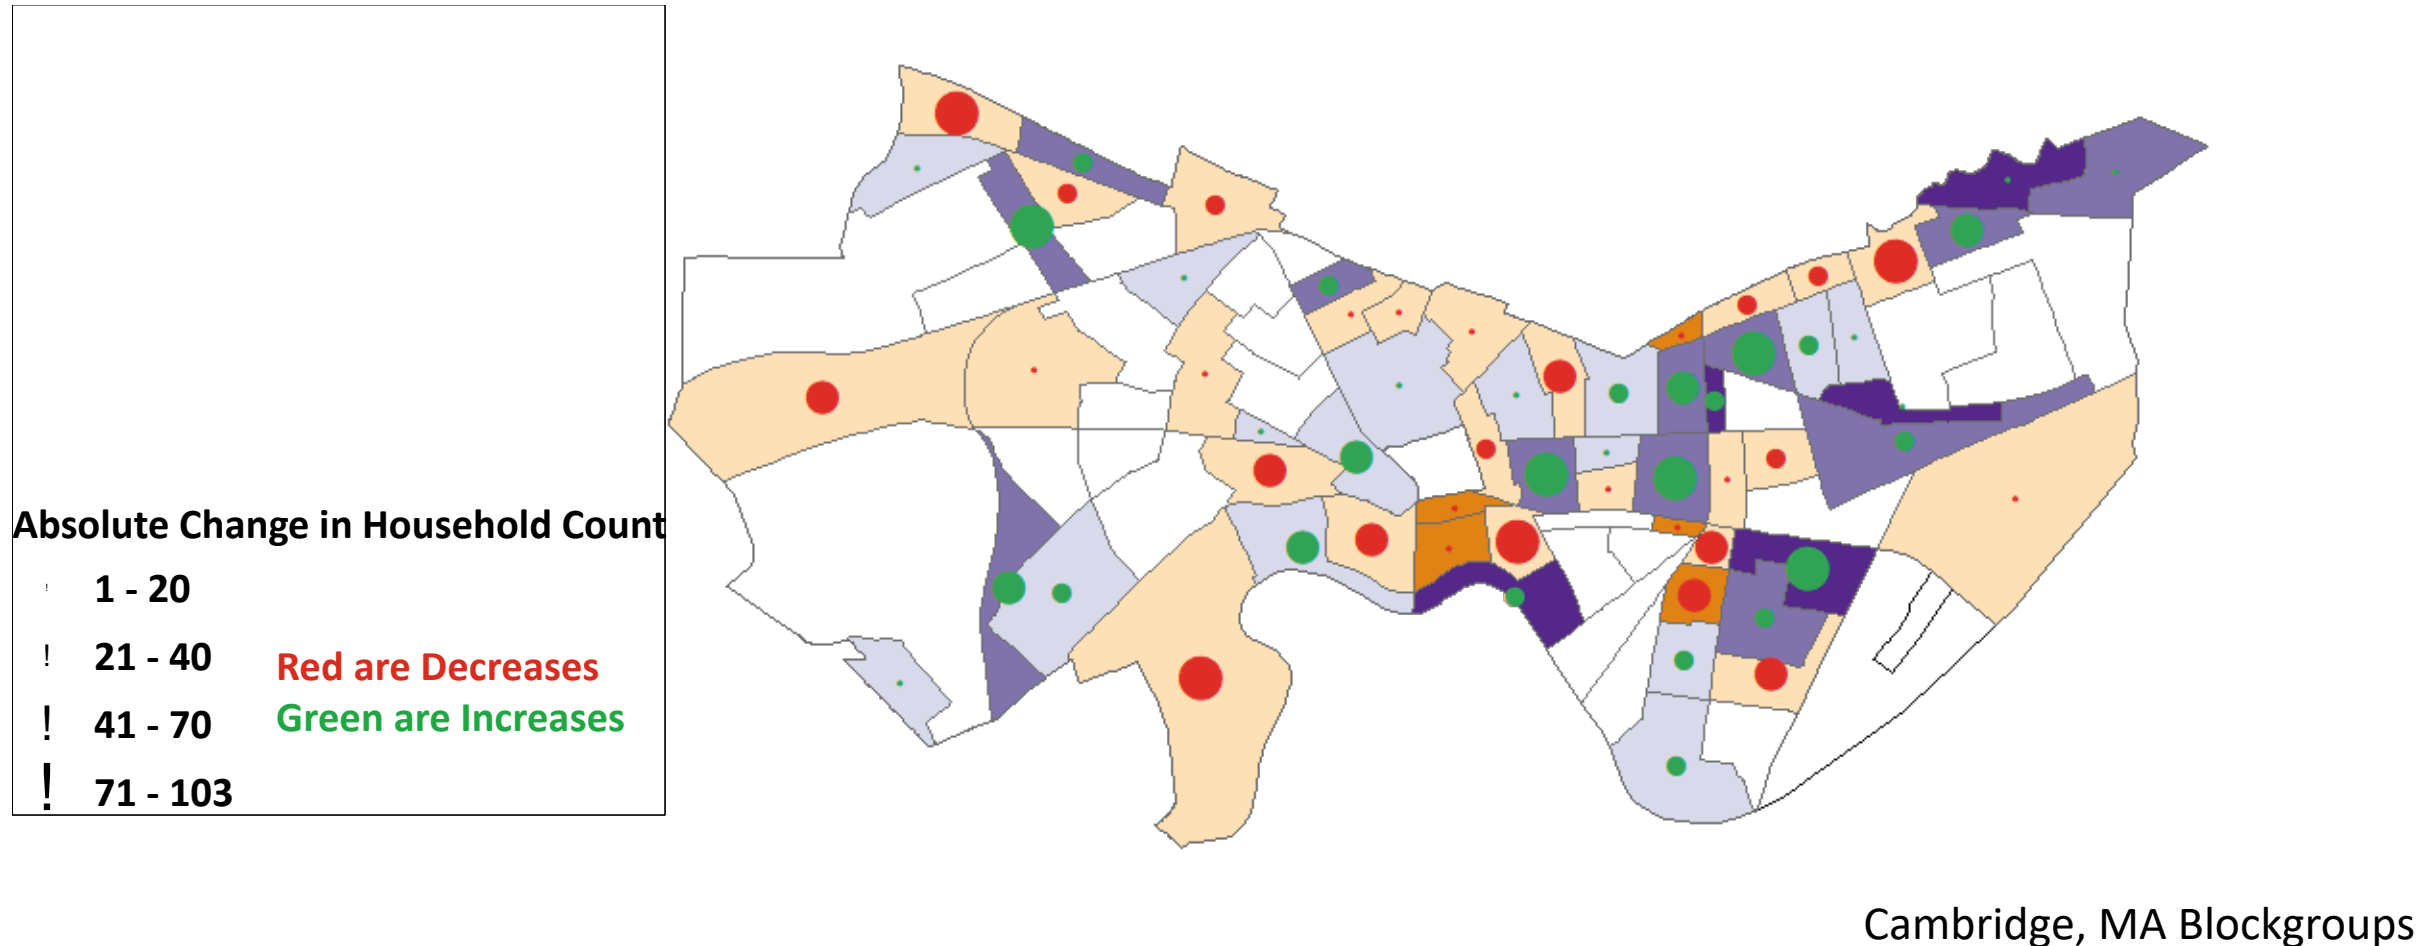 Absolute Change in Household Count
! 1 - 20
! 21 - 40
Red are Decreases
! 41 - 70
Green are Increases
! 71 - 103
Cambridge, MA Blockgroups